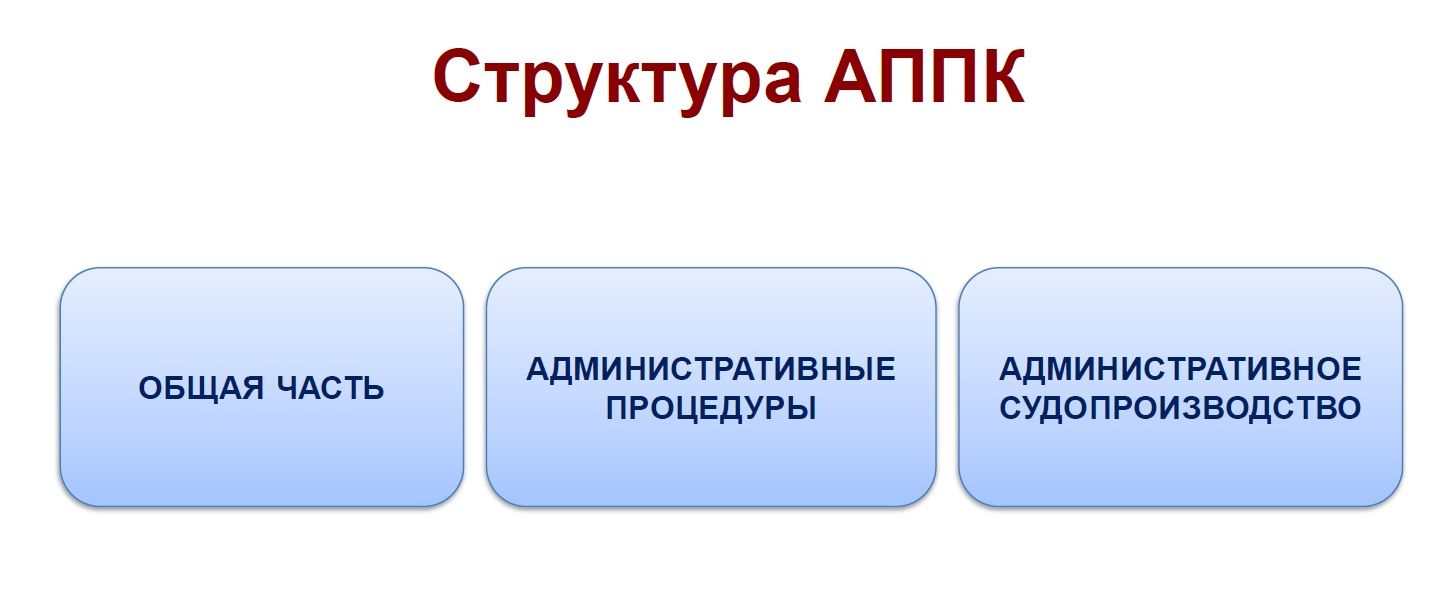 Структура АППК
ОБЩАЯ ЧАСТЬ
АДМИНИСТРАТИВНЫЕ
ПРОЦЕДУРЫ
АДМИНИСТРАТИВНОЕ
СУДОПРОИЗВОДСТВО